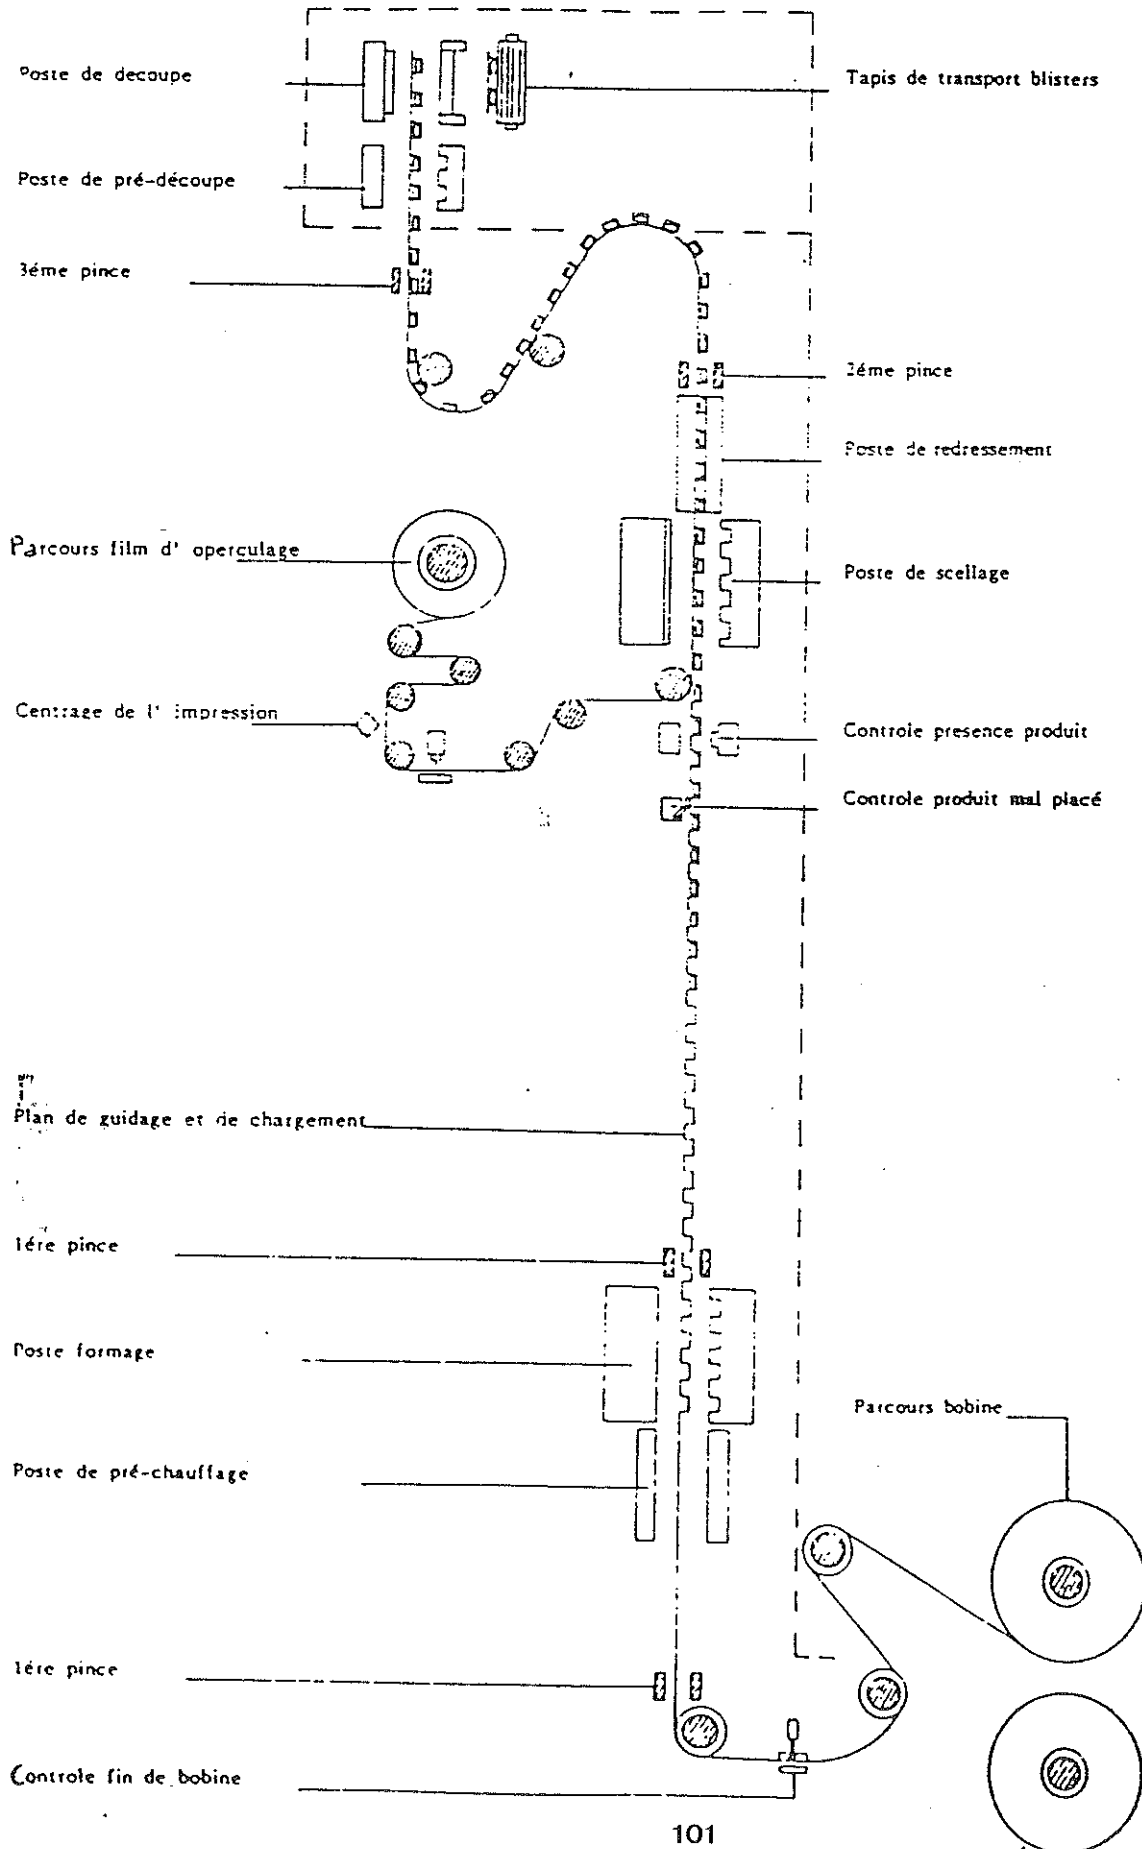 Poste de decoupe
Tapis de transport blisters
Poste de pré-découpe
3éme pince
2éme pince
Poste de redressement
Parcours film d' operculage
Poste de scellage
Centrage de l' impression
Controle presence produit
Controle produit mal placé
Plan de guidage et de chargement
1ére pince
Poste formage
Parcours bobine
Poste de pré-chauffage
1ére pince
Controle fin de bobine
101